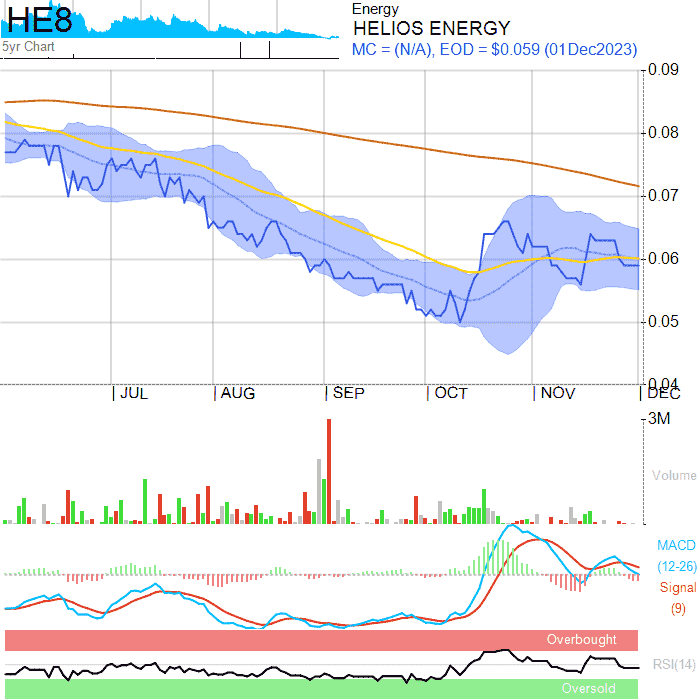 HE8
5yr Chart
Energy
HELIOS ENERGY
MC = (N/A), EOD = $0.059 (01Dec2023)
0.09
0.08
0.07
0.06
0.05
0.04
JUL AUG SEP OCT NOV DEC
3M
Volume
MACD
(12-26)
Signal
(9)
Overbought
RSI(14)
Oversold